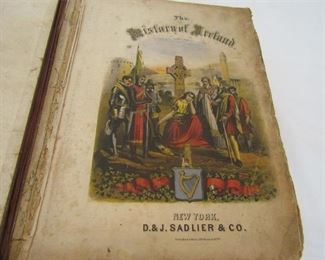 The
History of Ireland.
NEW YORK,
D. & J. SADLIER & CO.